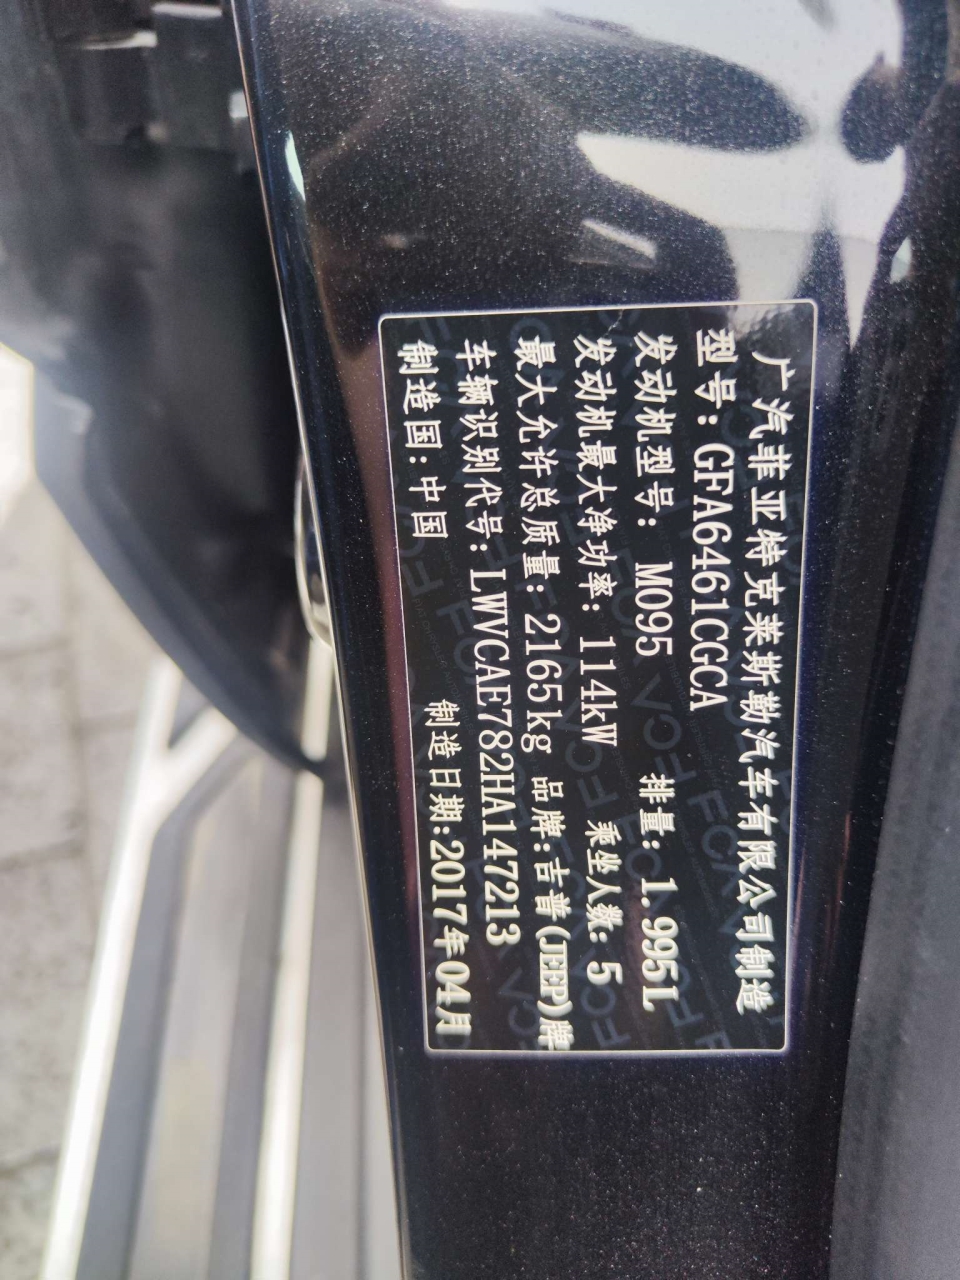 广汽菲亚特克莱斯勒汽车有限公司制造
型号:GFA6461CGCA
发动机型号: M095 排量: 1.995L
发动机最大净功率: 114kW 乘坐人数: 5
最大允许总质量: 2165kg 品牌:吉普(JEEP)牌
车辆识别代号:LWVCAE782HA147213
制造国:中国 制造日期:2017年04月